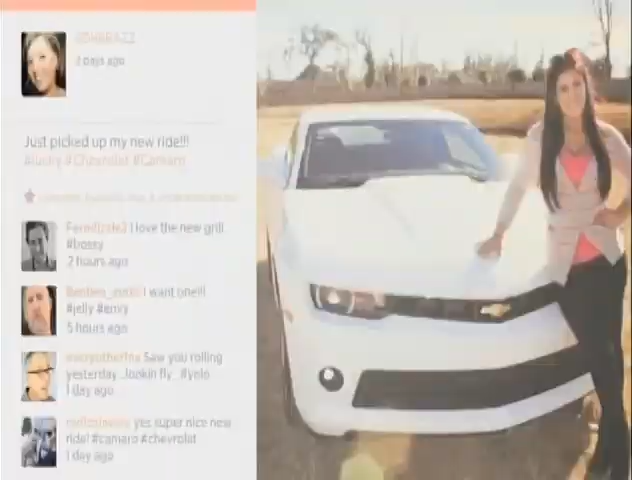 2 days ago
Just picked up my new ride!!!
#lucky #Chevrolet #Camaro
I love the new grill
#bossy
2 hours ago
I want one!!!
#jelly #envy
5 hours ago
Saw you rolling
yesterday...lookin fly...#yolo
1 day ago
yes super nice new
ride! #camaro #chevrolet
1 day ago